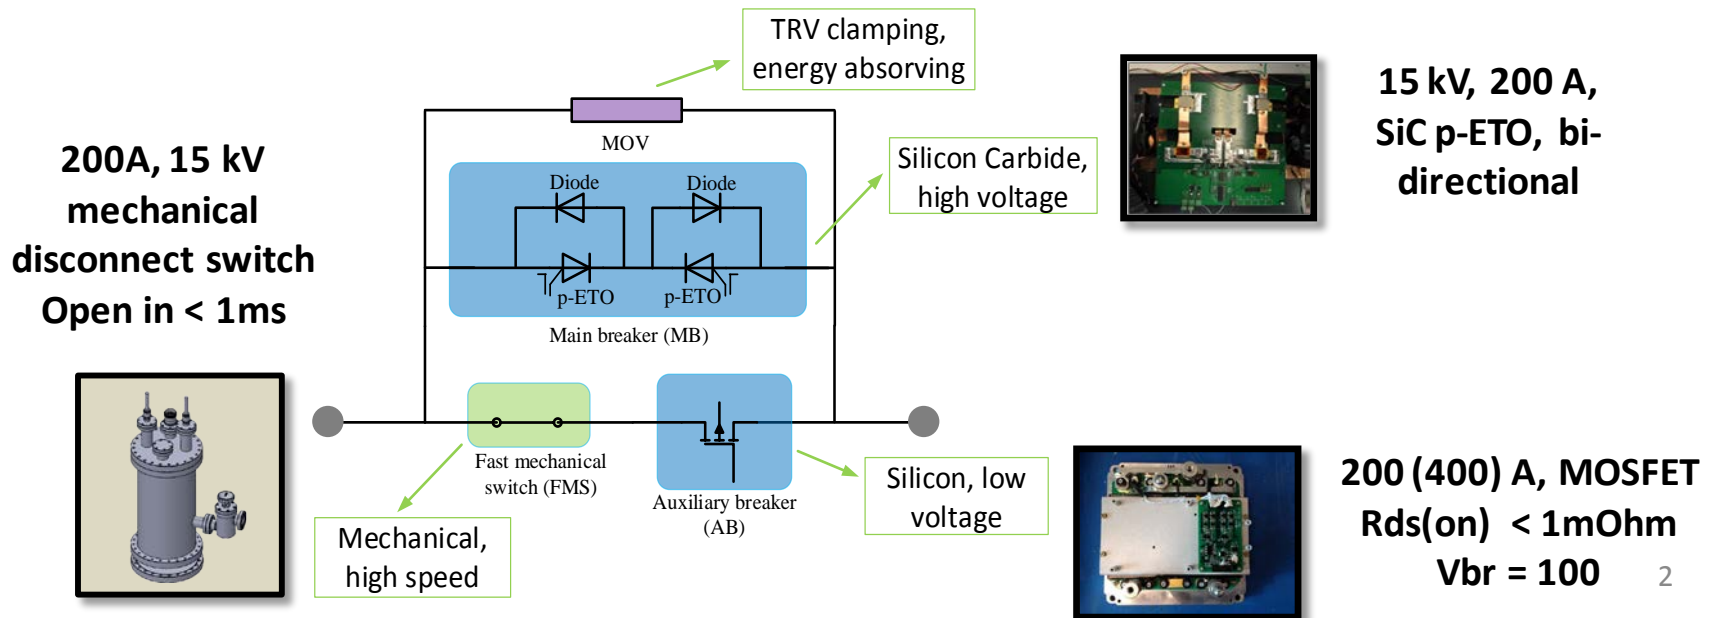 TRV clamping,
energy absorving
MOV
200A, 15 kV
mechanical
disconnect switch
Open in < 1ms
Diode
Diode
p-ETO
p-ETO
Main breaker (MB)
Silicon Carbide,
high voltage
15 kV, 200 A,
SiC p-ETO, bi-
directional
Fast mechanical
switch (FMS)
Mechanical,
high speed
Auxiliary breaker
(AB)
Silicon, low
voltage
200 (400) A, MOSFET
Rds(on) < 1mOhm
Vbr = 100
2